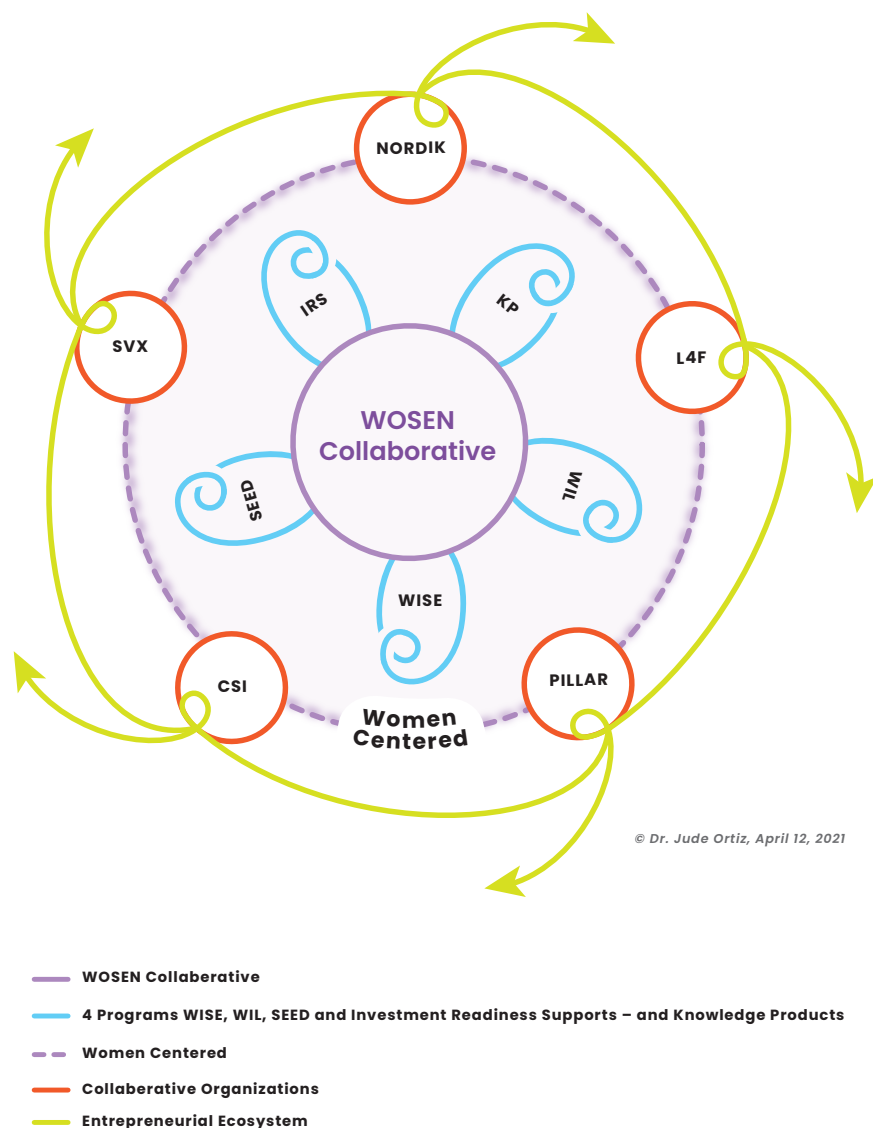 NORDIK
IRS
KP
SVX
L4F
WOSEN
Collaborative
SEED
WIL
WISE
CSI
PILLAR
Women
Centered
© Dr. Jude Ortiz, April 12, 2021
WOSEN Collaberative
4 Programs WISE, WIL, SEED and Investment Readiness Supports – and Knowledge Products
Women Centered
Collaberative Organizations
Entrepreneurial Ecosystem